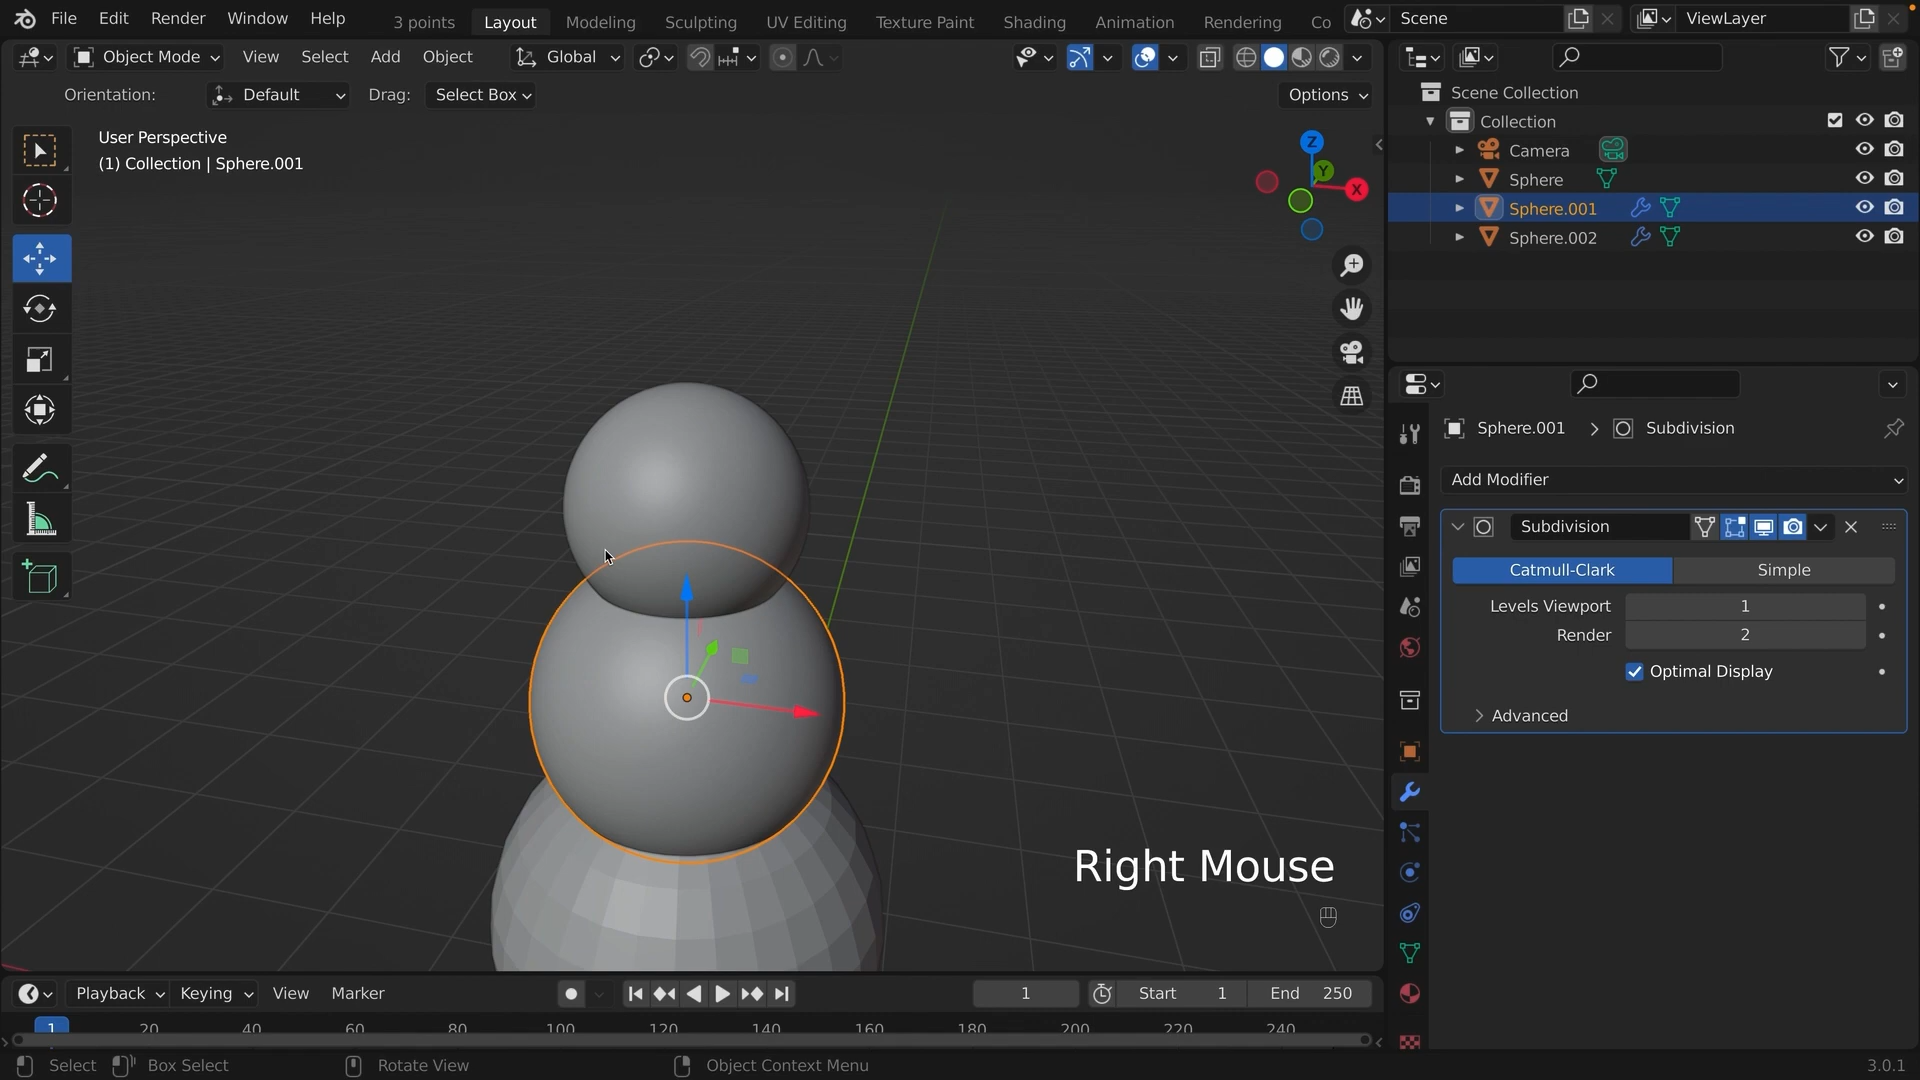 File Edit Render Window Help 3 points Layout Modeling Sculpting UV Editing Texture Paint Shading Animation Rendering Co Scene ViewLayer
Object Mode View Select Add Object Global
Orientation: Default Drag: Select Box Options
User Perspective
(1) Collection | Sphere.001
Z
Y
X
Scene Collection
Collection
Camera
Sphere
Sphere.001
Sphere.002
Sphere.001 > Subdivision
Add Modifier
Subdivision
Catmull-Clark Simple
Levels Viewport 1
Render 2
Optimal Display
Advanced
Right Mouse
Playback Keying View Marker 1 Start 1 End 250
1 20 40 60 80 100 120 140 160 180 200 220 240
Select Box Select Rotate View Object Context Menu 3.0.1